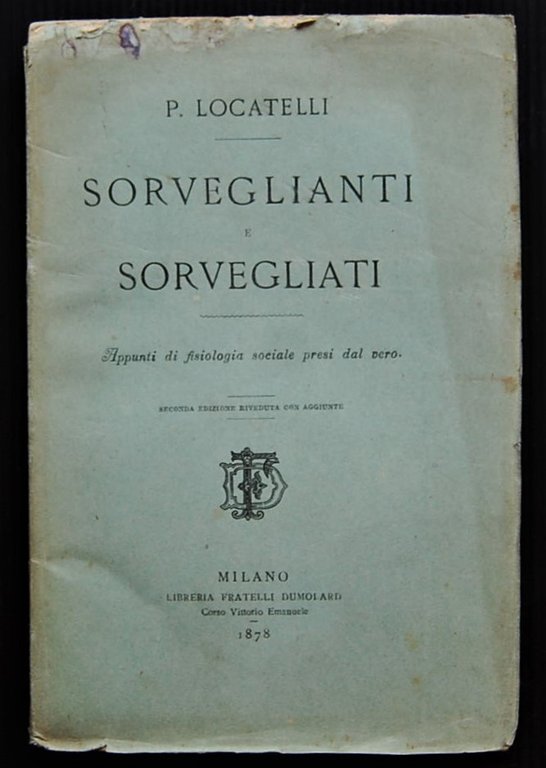 P. LOCATELLI
SORVEGLIANTI
E
SORVEGLIATI
Appunti di fisiologia sociale presi dal vero.
SECONDA EDIZIONE RIVEDUTA CON AGGIUNTE
MILANO
LIBRERIA FRATELLI DUMOLARD
Corso Vittorio Emanuele
1878